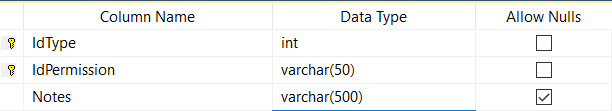 Column Name Data Type Allow Nulls
IdType int
IdPermission varchar(50)
Notes varchar(500)